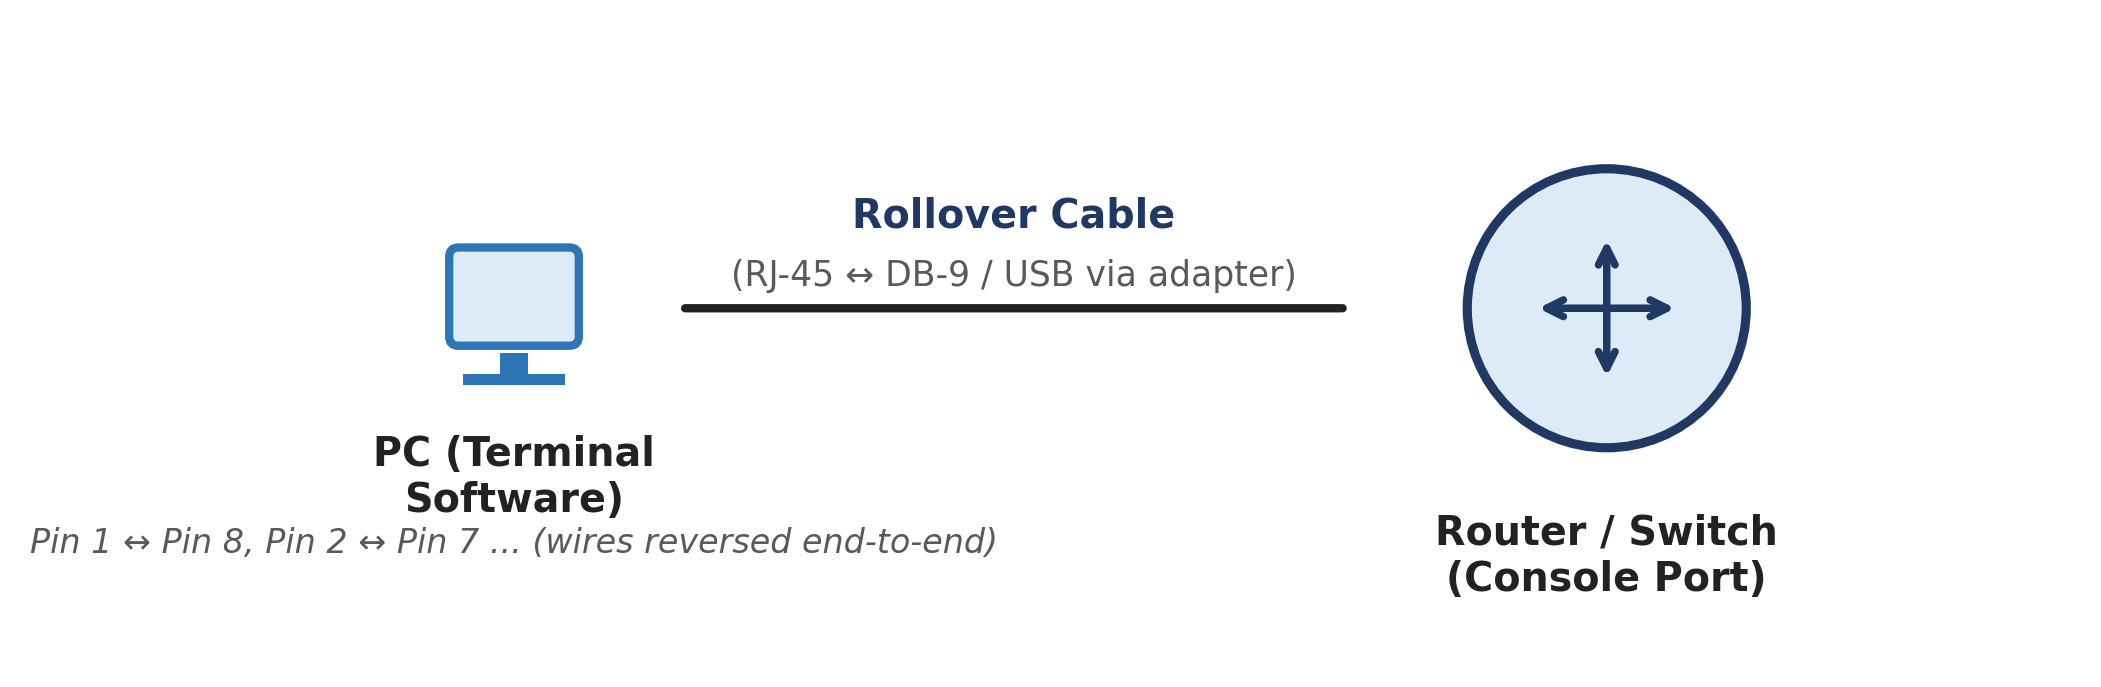 Rollover Cable
(RJ-45 ↔ DB-9 / USB via adapter)
PC (Terminal
Software)
Pin 1 ↔ Pin 8, Pin 2 ↔ Pin 7 ... (wires reversed end-to-end)
Router / Switch
(Console Port)